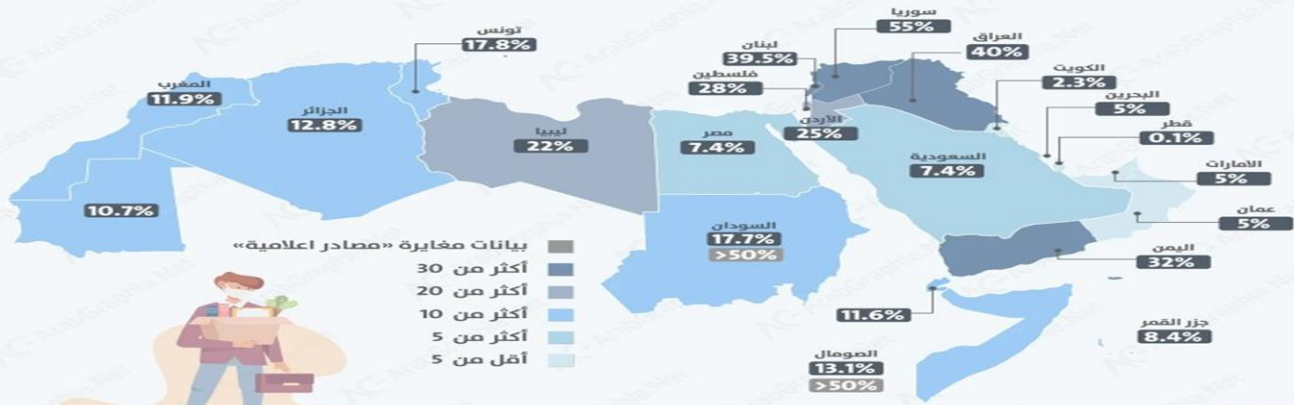 سوريا
55%
تونس
17.8%
العراق
40%
لبنان
39.5%
الكويت
2.3%
فلسطين
28%
المغرب
11.9%
البحرين
5%
الجزائر
12.8%
قطر
0.1%
الأردن
25%
ليبيا
22%
مصر
7.4%
السعودية
7.4%
الامارات
5%
10.7%
عمان
5%
السودان
17.7%
>50%
اليمن
32%
بيانات مغايرة «مصادر اعلامية»
أكثر من 30
أكثر من 20
أكثر من 10
أكثر من 5
أقل من 5
11.6%
جزر القمر
8.4%
الصومال
13.1%
>50%
ArabGraphia.Net